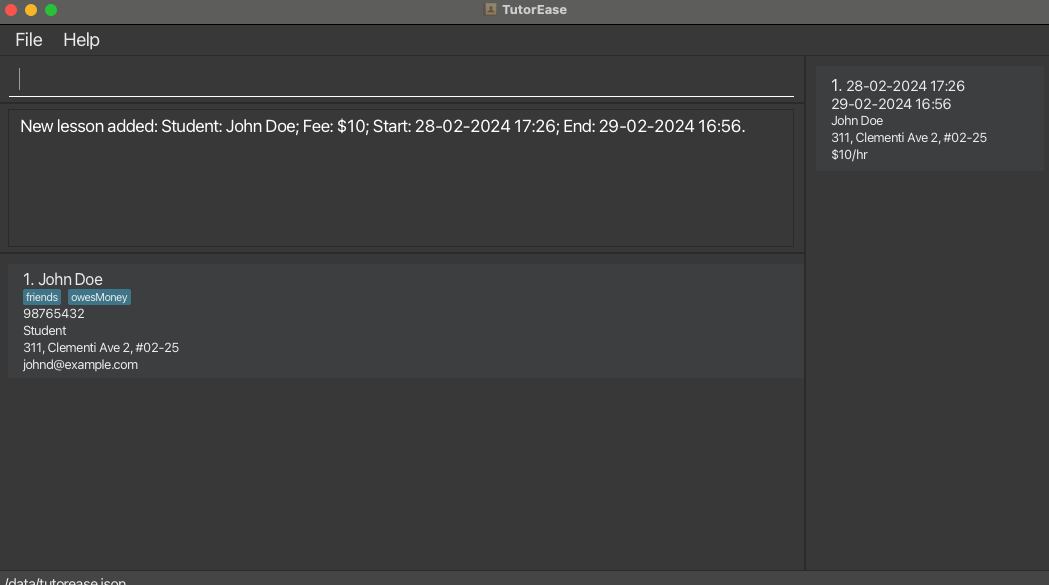 TutorEase
File Help
New lesson added: Student: John Doe; Fee: $10; Start: 28-02-2024 17:26; End: 29-02-2024 16:56.
1. John Doe
friends owesMoney
98765432
Student
311, Clementi Ave 2, #02-25
johnd@example.com
1. 28-02-2024 17:26
29-02-2024 16:56
John Doe
311, Clementi Ave 2, #02-25
$10/hr
/data/tutorease.json